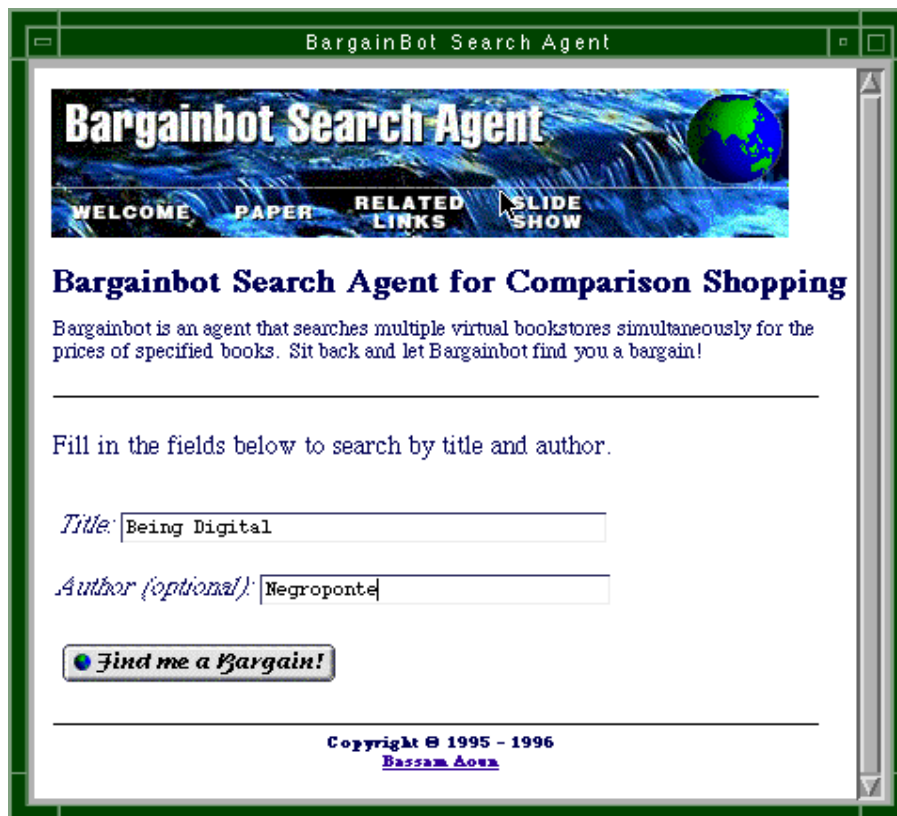 BargainBot Search Agent
Bargainbot Search Agent
WELCOME PAPER RELATED LINKS SLIDE SHOW
Bargainbot Search Agent for Comparison Shopping
Bargainbot is an agent that searches multiple virtual bookstores simultaneously for the
prices of specified books. Sit back and let Bargainbot find you a bargain!
Fill in the fields below to search by title and author.
Title: Being Digital
Author (optional): Negroponte
Find me a Bargain!
Copyright © 1995 - 1996
Bassam Aoun